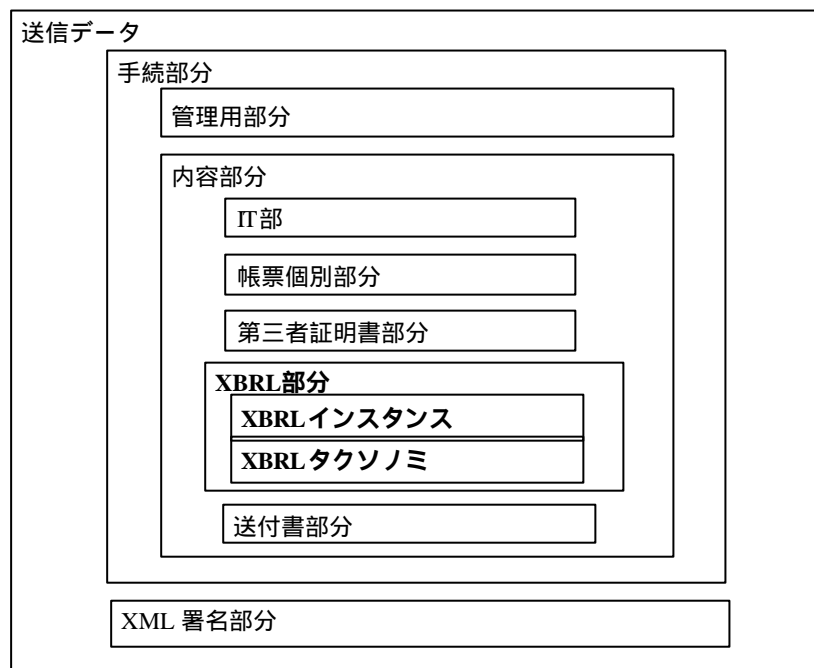 送信データ
手続部分
管理用部分
内容部分
IT部
帳票個別部分
第三者証明書部分
XBRL部分
XBRLインスタンス
XBRLタクソノミ
送付書部分
XML 署名部分